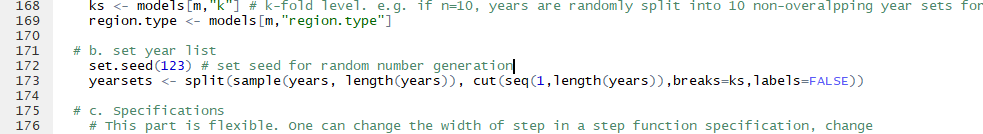 168 ks <- models[m,"k"] # k-fold level. e.g. if n=10, years are randomly split into 10 non-overalpping year sets for
169 region.type <- models[m,"region.type"]
170
171 # b. set year list
172 set.seed(123) # set seed for random number generation
173 yearsets <- split(sample(years, length(years)), cut(seq(1,length(years)),breaks=ks,labels=FALSE))
174
175 # c. Specifications
176 # This part is flexible. One can change the width of step in a step function specification, change